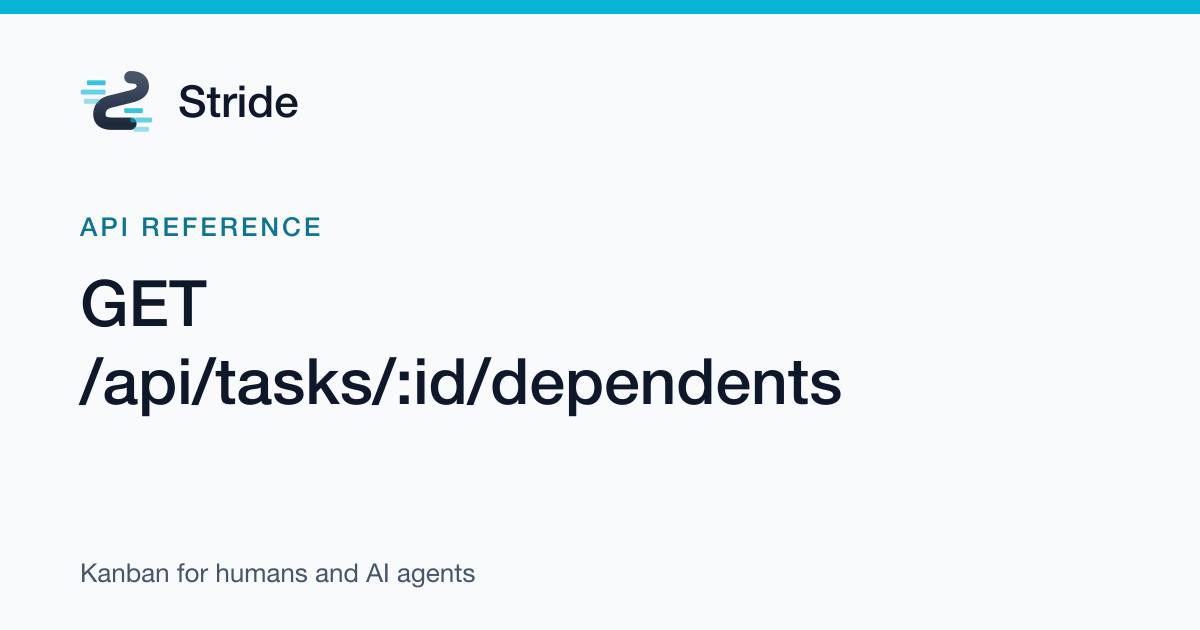 Stride
API REFERENCE
GET
/api/tasks/:id/dependents
Kanban for humans and AI agents